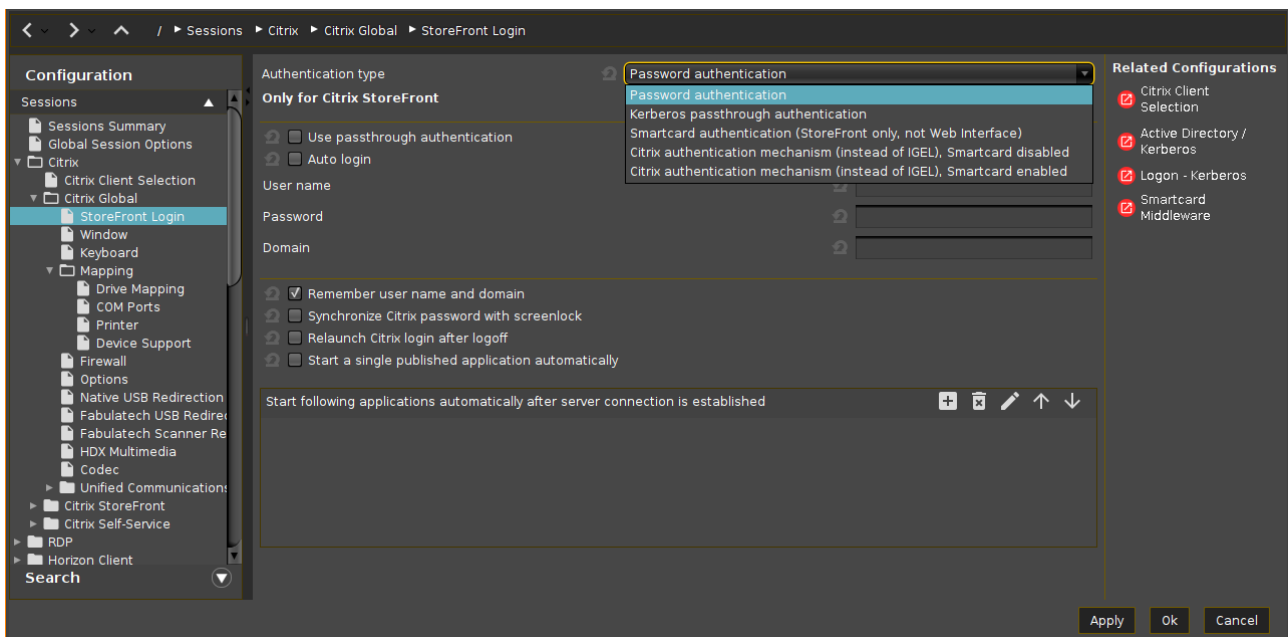 / Sessions Citrix Citrix Global StoreFront Login
Configuration
Sessions
Sessions Summary
Global Session Options
Citrix
Citrix Client Selection
Citrix Global
StoreFront Login
Window
Keyboard
Mapping
Drive Mapping
COM Ports
Printer
Device Support
Firewall
Options
Native USB Redirection
Fabulatech USB Redirec
Fabulatech Scanner Re
HDX Multimedia
Codec
Unified Communications
Citrix StoreFront
Citrix Self-Service
RDP
Horizon Client
Search
Authentication type
Password authentication
Password authentication
Kerberos passthrough authentication
Smartcard authentication (StoreFront only, not Web Interface)
Citrix authentication mechanism (instead of IGEL), Smartcard disabled
Citrix authentication mechanism (instead of IGEL), Smartcard enabled
Only for Citrix StoreFront
Use passthrough authentication
Auto login
User name
Password
Domain
Remember user name and domain
Synchronize Citrix password with screenlock
Relaunch Citrix login after logoff
Start a single published application automatically
Start following applications automatically after server connection is established
Related Configurations
Citrix Client
Selection
Active Directory /
Kerberos
Logon - Kerberos
Smartcard
Middleware
Apply
Ok
Cancel